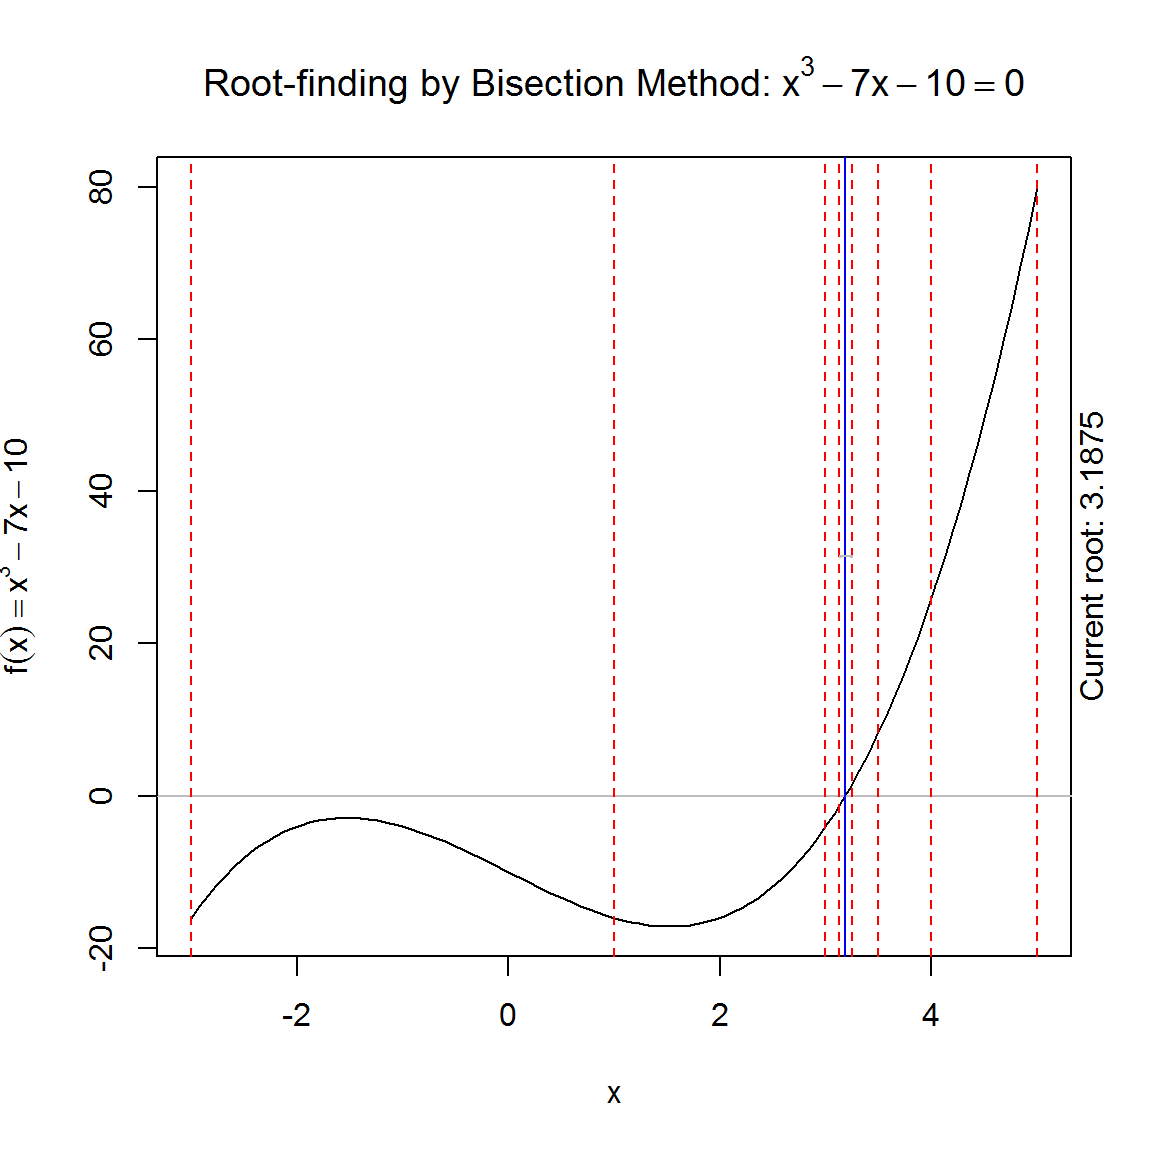 Root-finding by Bisection Method: x³ − 7x − 10 = 0
80
60
40
20
0
-20
f(x) = x³ − 7x − 10
Current root: 3.1875
-2
0
2
4
x